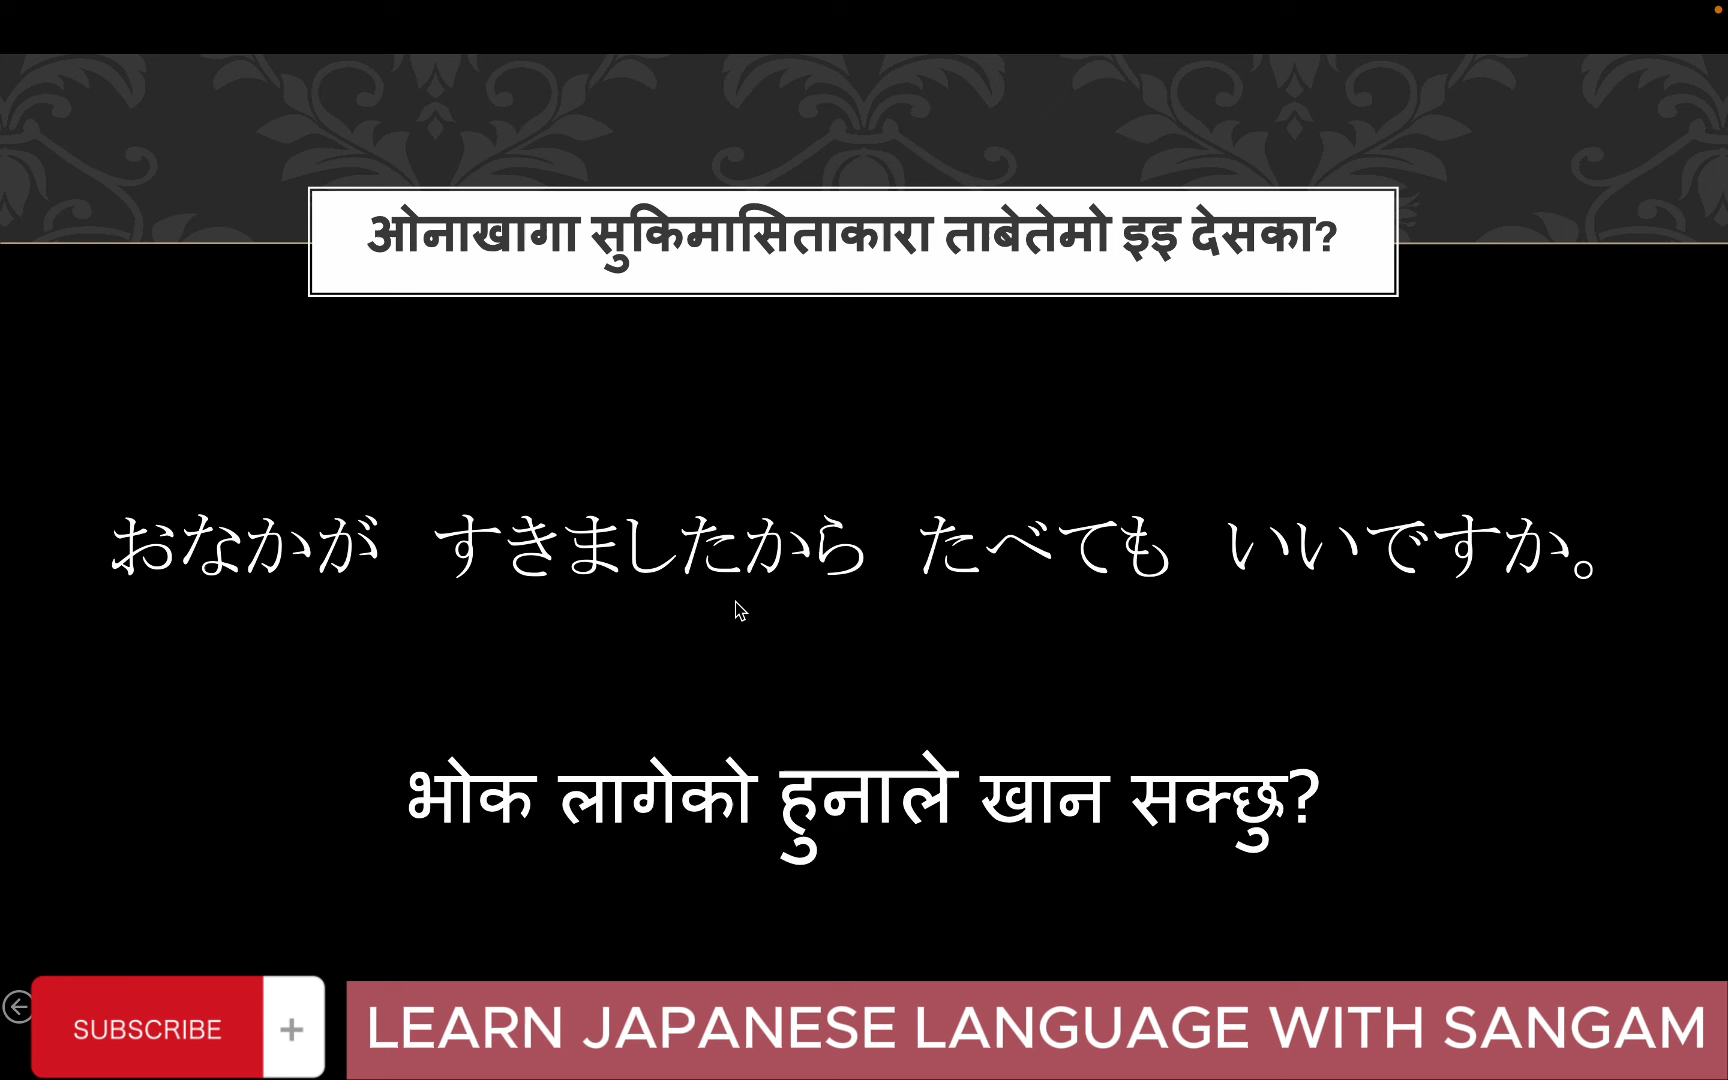 ओनाखागा सुकिमासिताकारा ताबेतेमो इइ देसका?
おなかが　すきましたから　たべても　いいですか。
भोक लागेको हुनाले खान सक्छु?
SUBSCRIBE +
LEARN JAPANESE LANGUAGE WITH SANGAM